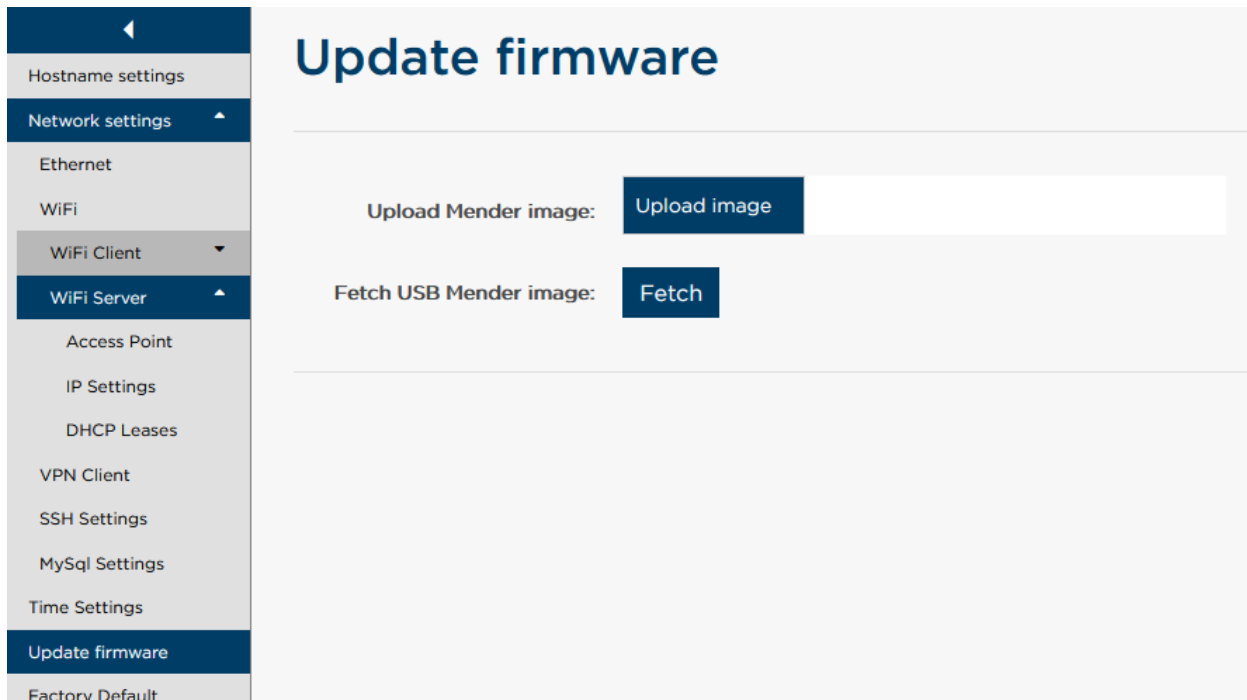 Hostname settings
Network settings
Ethernet
WiFi
WiFi Client
WiFi Server
Access Point
IP Settings
DHCP Leases
VPN Client
SSH Settings
MySql Settings
Time Settings
Update firmware
Factory Default
Update firmware
Upload Mender image:
Upload image
Fetch USB Mender image:
Fetch